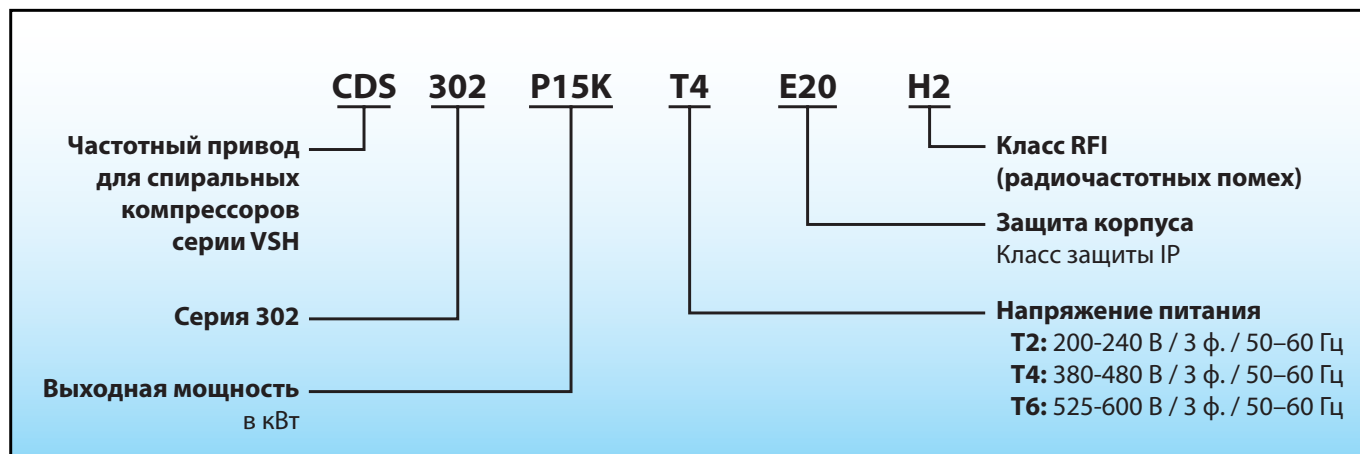 CDS 302 P15K T4 E20 H2
Частотный привод
для спиральных
компрессоров
серии VSH
Серия 302
Выходная мощность
в кВт
Класс RFI
(радиочастотных помех)
Защита корпуса
Класс защиты IP
Напряжение питания
T2: 200-240 В / 3 ф. / 50–60 Гц
T4: 380-480 В / 3 ф. / 50–60 Гц
T6: 525-600 В / 3 ф. / 50–60 Гц